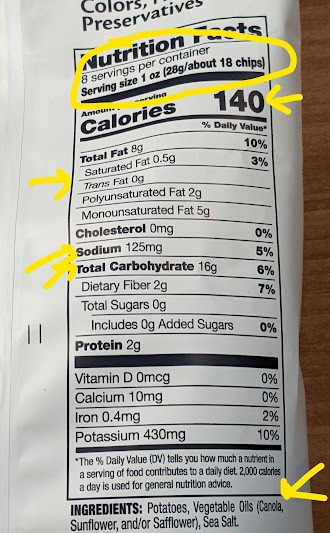 Colors,
Preservatives
Nutrition Facts
8 servings per container
Serving size 1 oz (28g/about 18 chips)
Amount per serving
Calories 140
% Daily Value*
Total Fat 8g 10%
Saturated Fat 0.5g 3%
Trans Fat 0g
Polyunsaturated Fat 2g
Monounsaturated Fat 5g
Cholesterol 0mg 0%
Sodium 125mg 5%
Total Carbohydrate 16g 6%
Dietary Fiber 2g 7%
Total Sugars 0g
Includes 0g Added Sugars 0%
Protein 2g
Vitamin D 0mcg 0%
Calcium 10mg 0%
Iron 0.4mg 2%
Potassium 430mg 10%
*The % Daily Value (DV) tells you how much a nutrient in
a serving of food contributes to a daily diet. 2,000 calories
a day is used for general nutrition advice.
INGREDIENTS: Potatoes, Vegetable Oils (Canola,
Sunflower, and/or Safflower), Sea Salt.